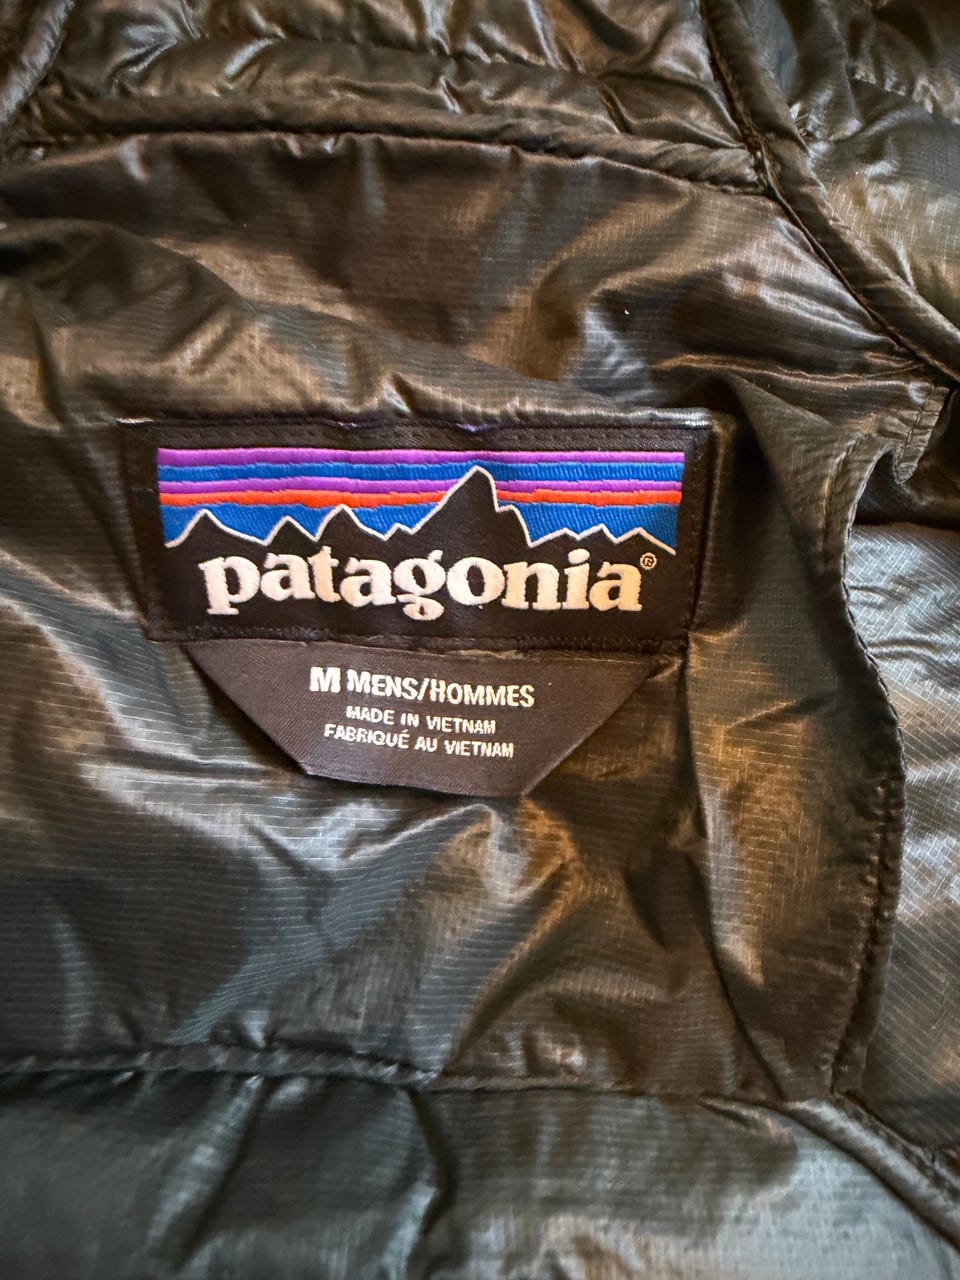 patagonia®
M MENS/HOMMES
MADE IN VIETNAM
FABRIQUÉ AU VIETNAM